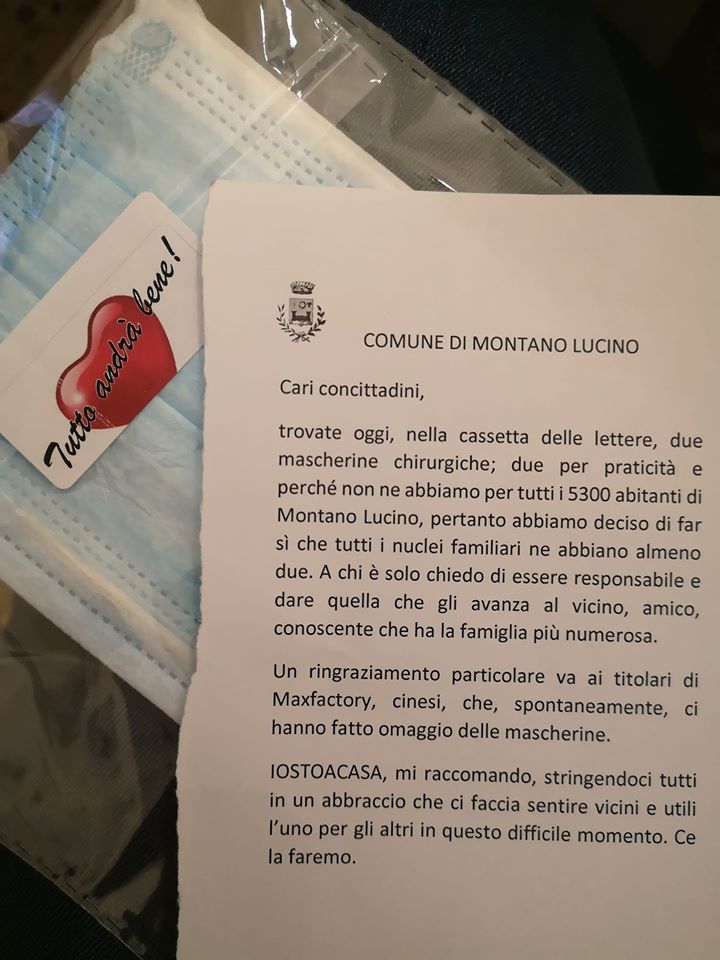 Tutto andrà bene!
COMUNE DI MONTANO LUCINO
Cari concittadini,
trovate oggi, nella cassetta delle lettere, due
mascherine chirurgiche; due per praticità e
perché non ne abbiamo per tutti i 5300 abitanti di
Montano Lucino, pertanto abbiamo deciso di far
sì che tutti i nuclei familiari ne abbiano almeno
due. A chi è solo chiedo di essere responsabile e
dare quella che gli avanza al vicino, amico,
conoscente che ha la famiglia più numerosa.
Un ringraziamento particolare va ai titolari di
Maxfactory, cinesi, che, spontaneamente, ci
hanno fatto omaggio delle mascherine.
IOSTOACASA, mi raccomando, stringendoci tutti
in un abbraccio che ci faccia sentire vicini e utili
l'uno per gli altri in questo difficile momento. Ce
la faremo.